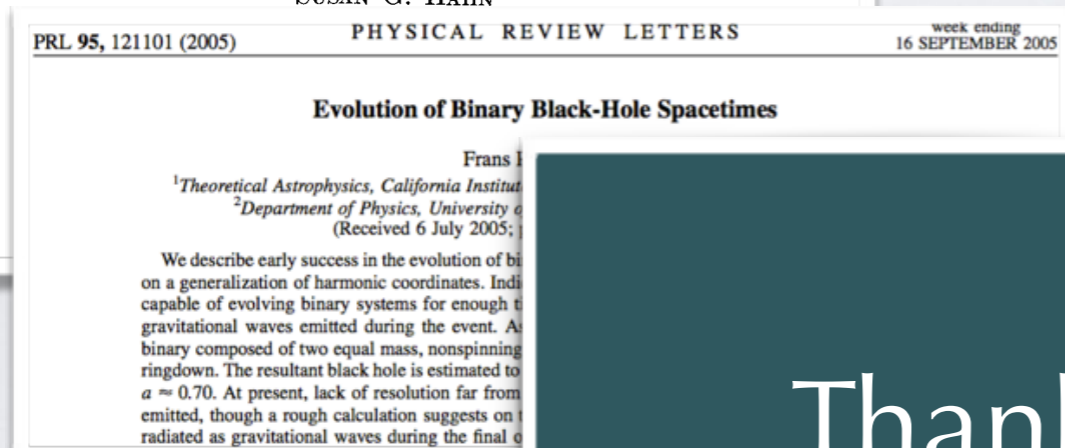 SUSAN G. HAHN
PRL 95, 121101 (2005) PHYSICAL REVIEW LETTERS week ending
16 SEPTEMBER 2005
Evolution of Binary Black-Hole Spacetimes
Frans
1Theoretical Astrophysics, California Institut
2Department of Physics, University o
(Received 6 July 2005;
We describe early success in the evolution of bi
on a generalization of harmonic coordinates. Indi
capable of evolving binary systems for enough t
gravitational waves emitted during the event. A
binary composed of two equal mass, nonspinning
ringdown. The resultant black hole is estimated to
a ≈ 0.70. At present, lack of resolution far from
emitted, though a rough calculation suggests on t
radiated as gravitational waves during the final o
Than